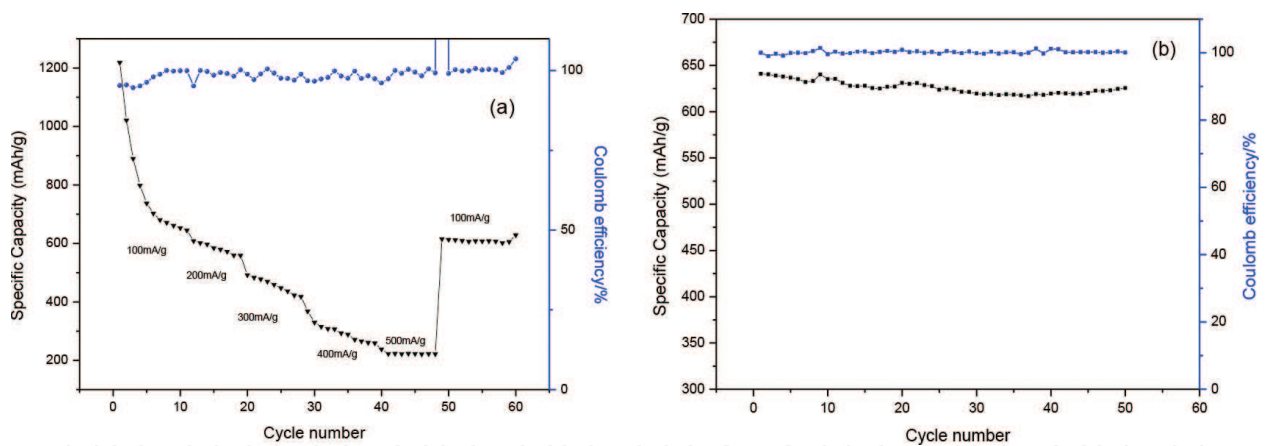 (a)
Specific Capacity (mAh/g)
1200
1000
800
600
400
200
100mA/g
200mA/g
300mA/g
400mA/g
500mA/g
100mA/g
100
50
0
Coulomb efficiency/%
0 10 20 30 40 50 60
Cycle number
(b)
Specific Capacity (mAh/g)
700
650
600
550
500
450
400
350
300
100
80
60
40
20
0
Coulomb efficiency/%
0 10 20 30 40 50
Cycle number